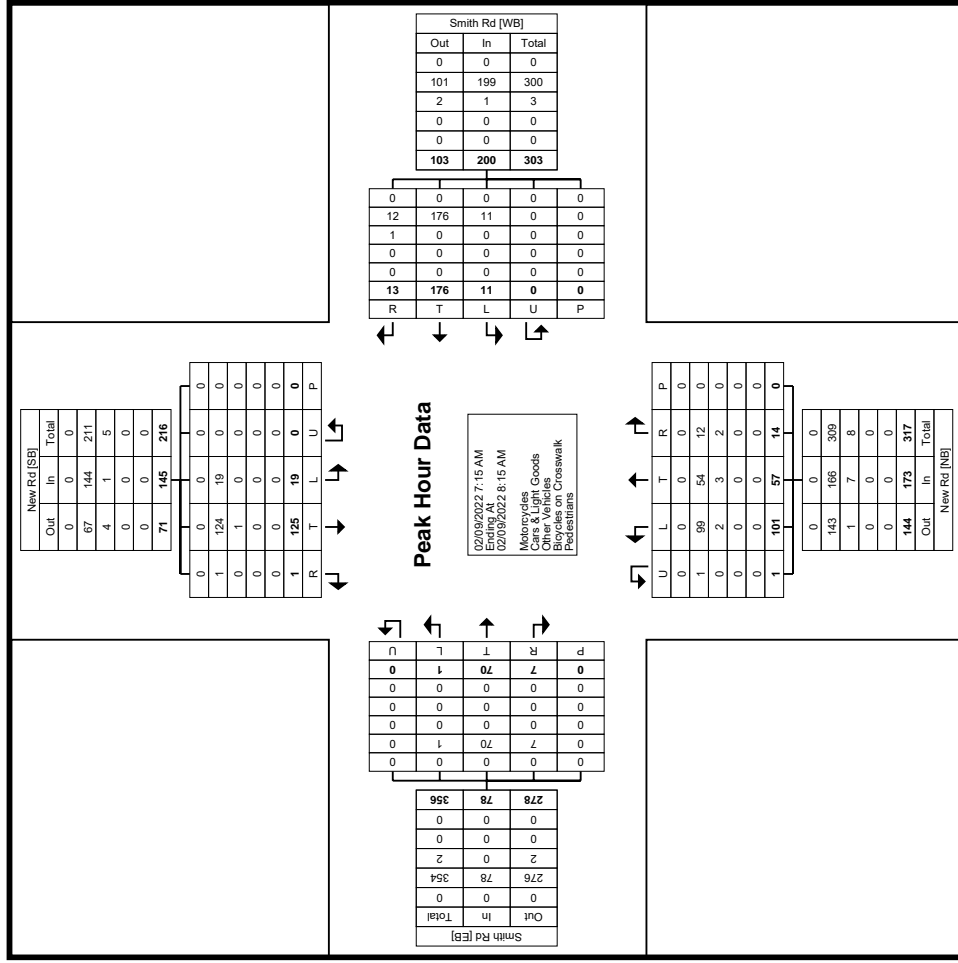 Smith Rd [WB]
Out In Total
0 0 0
101 199 300
2 1 3
0 0 0
0 0 0
103 200 303
0 0 0 0 0
12 176 11 0 0
1 0 0 0 0
0 0 0 0 0
0 0 0 0 0
13 176 11 0 0
R T L U P
New Rd [SB]
Out In Total
0 0 0
67 144 211
4 1 5
0 0 0
0 0 0
71 145 216
0 0 0 0 0
1 124 19 0 0
0 1 0 0 0
0 0 0 0 0
0 0 0 0 0
1 125 19 0 0
R T L U P
Peak Hour Data
02/09/2022 7:15 AM
Ending At
02/09/2022 8:15 AM
Motorcycles
Cars & Light Goods
Other Vehicles
Bicycles on Crosswalk
Pedestrians
U L T R P
0 0 0 0 0
1 99 54 12 0
0 2 3 2 0
0 0 0 0 0
0 0 0 0 0
1 101 57 14 0
0 0 0
143 166 309
1 7 8
0 0 0
0 0 0
144 173 317
Out In Total
New Rd [NB]
U L T R P
0 1 70 7 0
0 0 0 0 0
0 0 0 0 0
0 0 0 0 0
0 1 70 7 0
0 0 0 0 0
356 78 278
0 0 0
0 0 0
2 0 2
354 78 276
0 0 0
Total In Out
Smith Rd [EB]